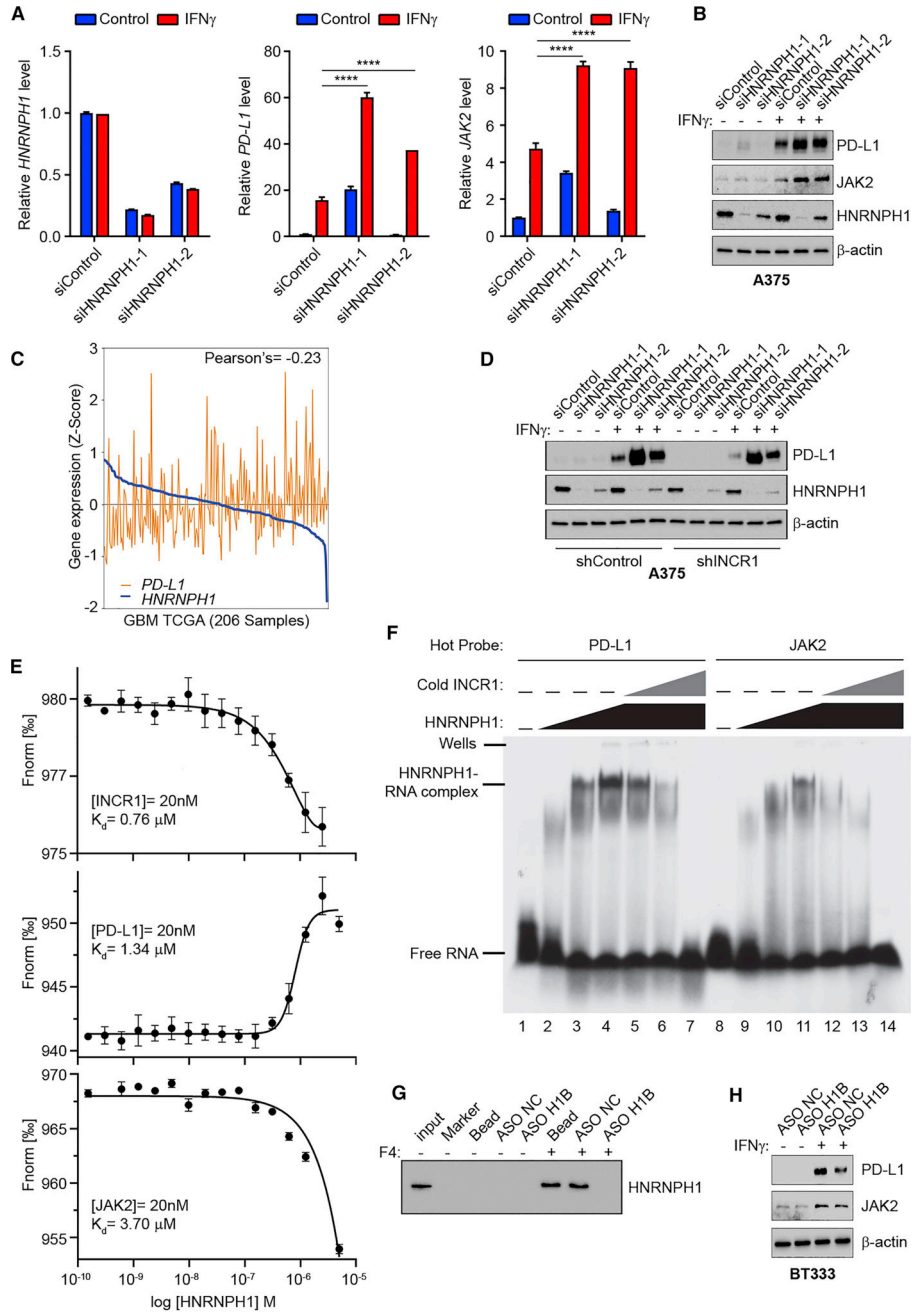 A
Control IFNγ
Control IFNγ
Control IFNγ
Relative HNRNPH1 level
1.5
1.0
0.5
0.0
siControl
siHNRNPH1-1
siHNRNPH1-2
Relative PD-L1 level
80
60
40
20
0
****
****
siControl
siHNRNPH1-1
siHNRNPH1-2
Relative JAK2 level
10
8
6
4
2
0
****
****
siControl
siHNRNPH1-1
siHNRNPH1-2
B
siControl
siHNRNPH1-1
siHNRNPH1-2
siControl
siHNRNPH1-1
siHNRNPH1-2
IFNγ: - - - + + +
PD-L1
JAK2
HNRNPH1
β-actin
A375
C
Gene expression (Z-Score)
3
2
1
0
-1
-2
Pearson's= -0.23
PD-L1
HNRNPH1
GBM TCGA (206 Samples)
D
siControl
siHNRNPH1-1
siHNRNPH1-2
siControl
siHNRNPH1-1
siHNRNPH1-2
siControl
siHNRNPH1-1
siHNRNPH1-2
siControl
siHNRNPH1-1
siHNRNPH1-2
IFNγ: - - - + + + - - - + + +
PD-L1
HNRNPH1
β-actin
shControl shINCR1
A375
E
Fnorm [‰]
980
977
975
[INCR1]= 20nM
Kd= 0.76 μM
Fnorm [‰]
950
945
940
[PD-L1]= 20nM
Kd= 1.34 μM
Fnorm [‰]
970
965
960
955
[JAK2]= 20nM
Kd= 3.70 μM
10-10 10-9 10-8 10-7 10-6 10-5
log [HNRNPH1] M
F
Hot Probe: PD-L1 JAK2
Cold INCR1: — — — — — — — —
HNRNPH1: — —
Wells
HNRNPH1-
RNA complex
Free RNA
1 2 3 4 5 6 7 8 9 10 11 12 13 14
G
input
Marker
Bead
ASO NC
ASO H1B
Bead
ASO NC
ASO H1B
F4: - - - - - + + +
HNRNPH1
H
ASO NC
ASO H1B
ASO NC
ASO H1B
IFNγ: - - + +
PD-L1
JAK2
β-actin
BT333